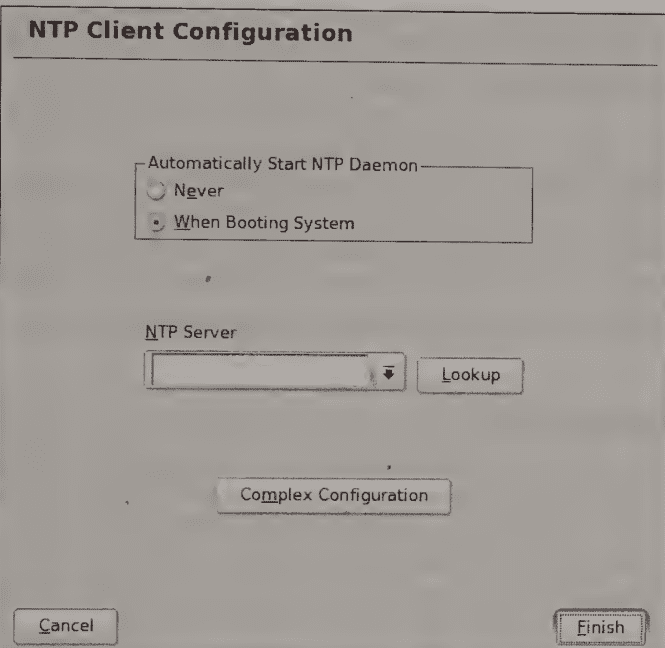 NTP Client Configuration
Automatically Start NTP Daemon
Never
When Booting System
NTP Server
Lookup
Complex Configuration
Cancel
Finish